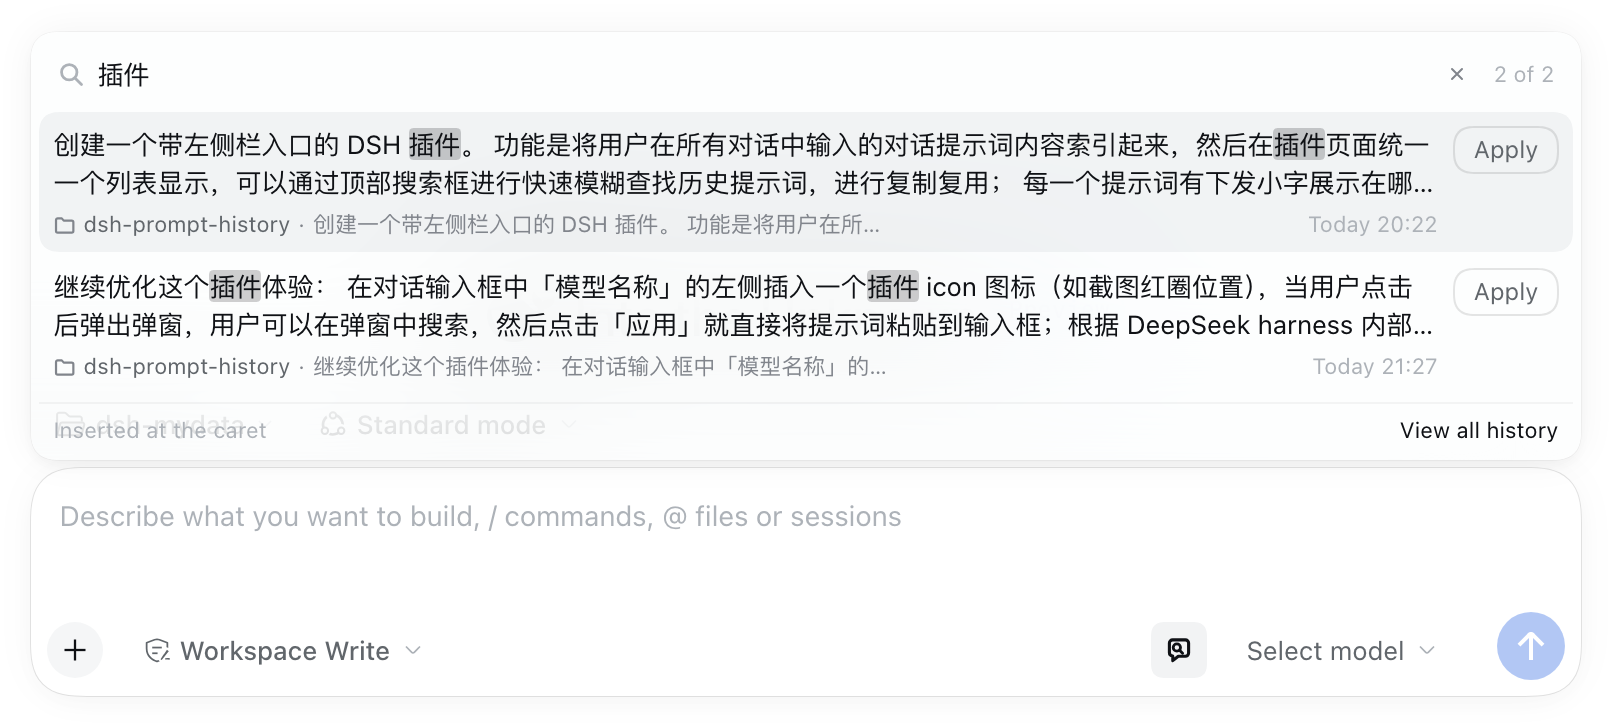 插件
2 of 2
创建一个带左侧栏入口的 DSH 插件。 功能是将用户在所有对话中输入的对话提示词内容索引起来，然后在插件页面统一
一个列表显示，可以通过顶部搜索框进行快速模糊查找历史提示词，进行复制复用； 每一个提示词有下发小字展示在哪...
Apply
dsh-prompt-history · 创建一个带左侧栏入口的 DSH 插件。 功能是将用户在所...
Today 20:22
继续优化这个插件体验： 在对话输入框中「模型名称」的左侧插入一个插件 icon 图标（如截图红圈位置），当用户点击
后弹出弹窗，用户可以在弹窗中搜索，然后点击「应用」就直接将提示词粘贴到输入框；根据 DeepSeek harness 内部...
Apply
dsh-prompt-history · 继续优化这个插件体验： 在对话输入框中「模型名称」的...
Today 21:27
dsh-mydata
Standard mode
Inserted at the caret
View all history
Describe what you want to build, / commands, @ files or sessions
Workspace Write
Select model